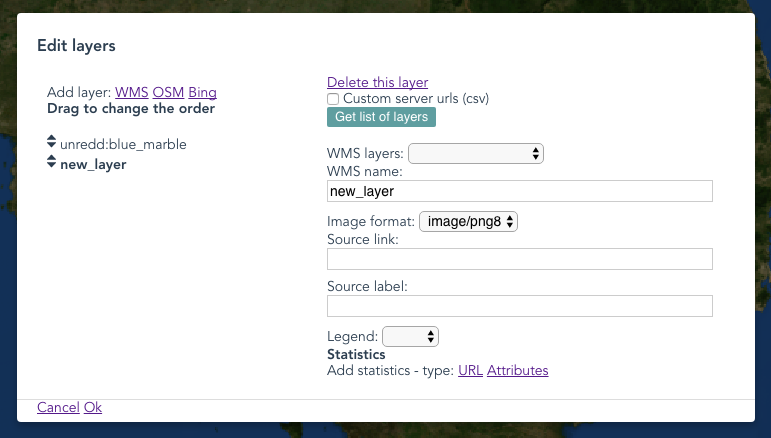 Edit layers
Add layer: WMS OSM Bing
Drag to change the order
unredd:blue_marble
new_layer
Delete this layer
Custom server urls (csv)
Get list of layers
WMS layers:
WMS name:
new_layer
Image format: image/png8
Source link:
Source label:
Legend:
Statistics
Add statistics - type: URL Attributes
Cancel Ok